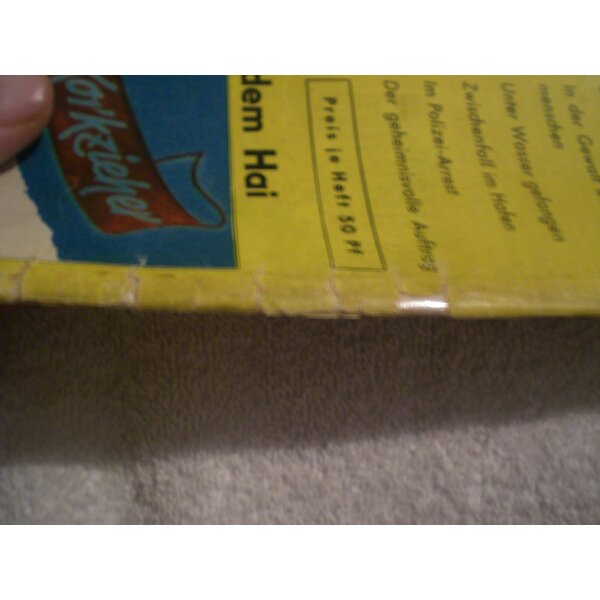 Korkzieher
dem Hai
Preis je Heft 50 Pf
Der geheimnisvolle Auftrag
Im Polizei-Arrest
Zwischenfall im Hafen
Unter Wasser gefangen
In der Gewalt
menschen